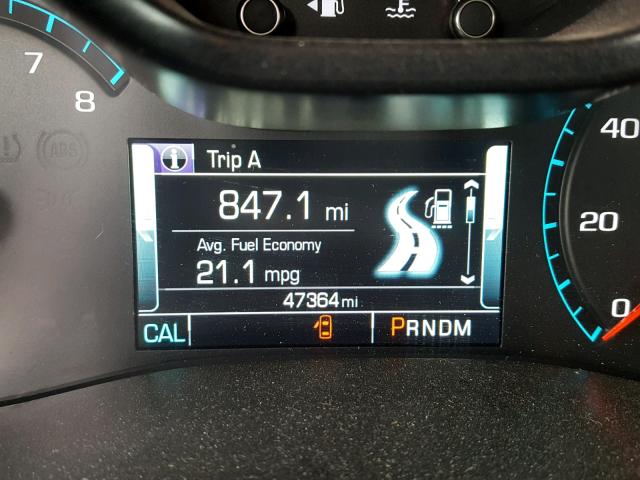 7
8
ABS
i Trip A
847.1 mi
Avg. Fuel Economy
21.1 mpg
47364 mi
CAL
PRNDM
40
20
0